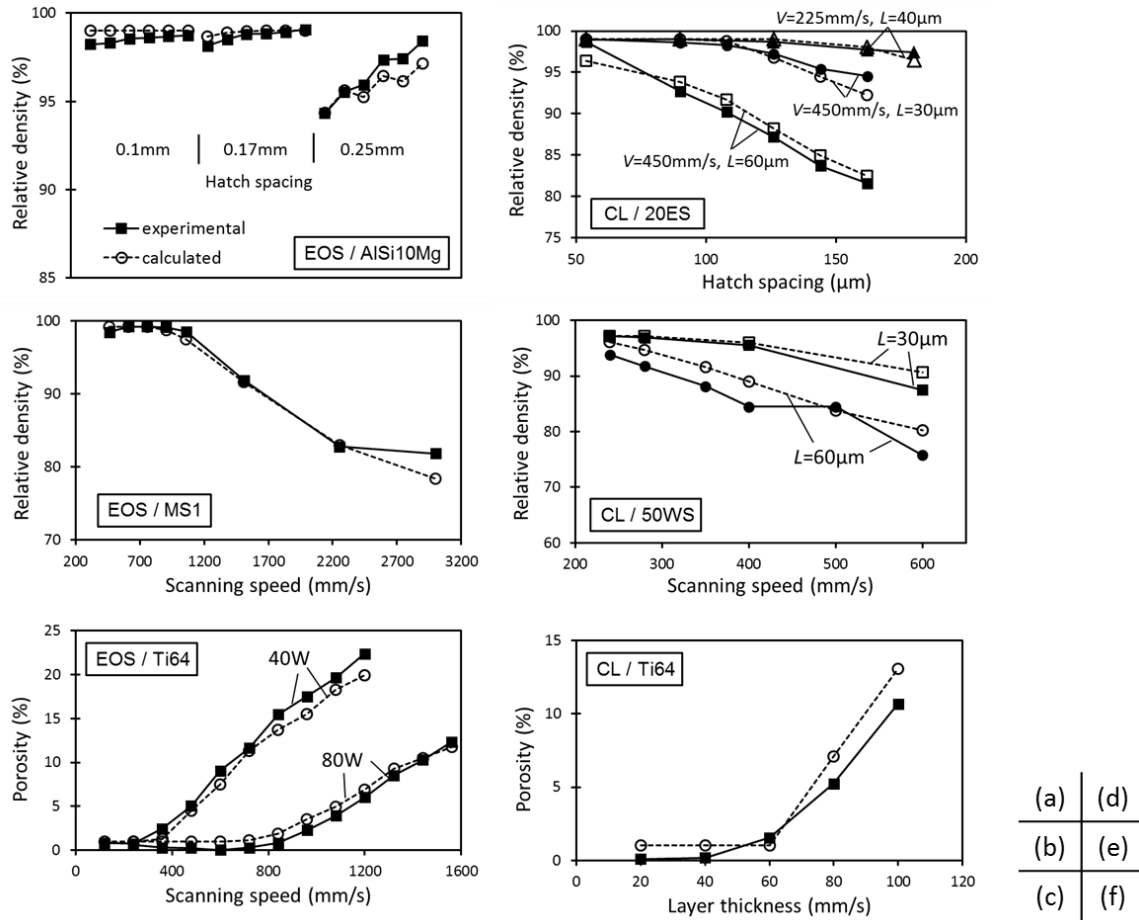 Relative density (%)
100
95
90
85
0.1mm
0.17mm
0.25mm
Hatch spacing
experimental
calculated
EOS / AlSi10Mg
Relative density (%)
100
95
90
85
80
75
50
100
150
200
Hatch spacing (μm)
V=225mm/s, L=40μm
V=450mm/s, L=30μm
V=450mm/s, L=60μm
CL / 20ES
Relative density (%)
100
90
80
70
200
700
1200
1700
2200
2700
3200
Scanning speed (mm/s)
EOS / MS1
Relative density (%)
100
90
80
70
60
200
300
400
500
600
Scanning speed (mm/s)
L=30μm
L=60μm
CL / 50WS
Porosity (%)
25
20
15
10
5
0
0
400
800
1200
1600
Scanning speed (mm/s)
EOS / Ti64
40W
80W
Porosity (%)
15
10
5
0
0
20
40
60
80
100
120
Layer thickness (mm/s)
CL / Ti64
(a) (d)
(b) (e)
(c) (f)